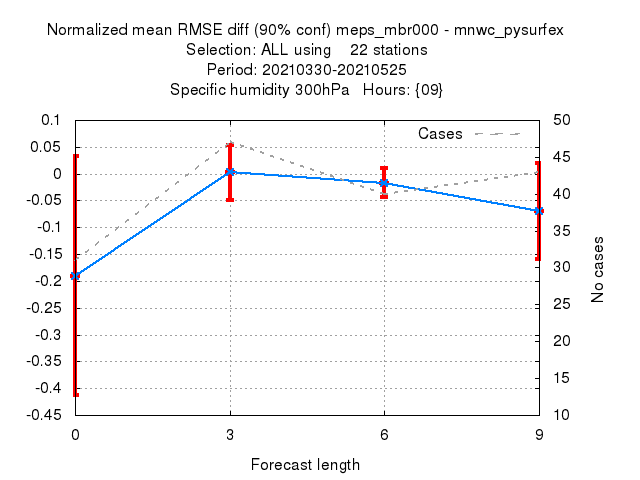 Normalized mean RMSE diff (90% conf) meps_mbr000 - mnwc_pysurfex
Selection: ALL using 22 stations
Period: 20210330-20210525
Specific humidity 300hPa Hours: {09}
Cases
0.1
0.05
0
-0.05
-0.1
-0.15
-0.2
-0.25
-0.3
-0.35
-0.4
-0.45
50
45
40
35
30
25
20
15
10
No cases
0 3 6 9
Forecast length